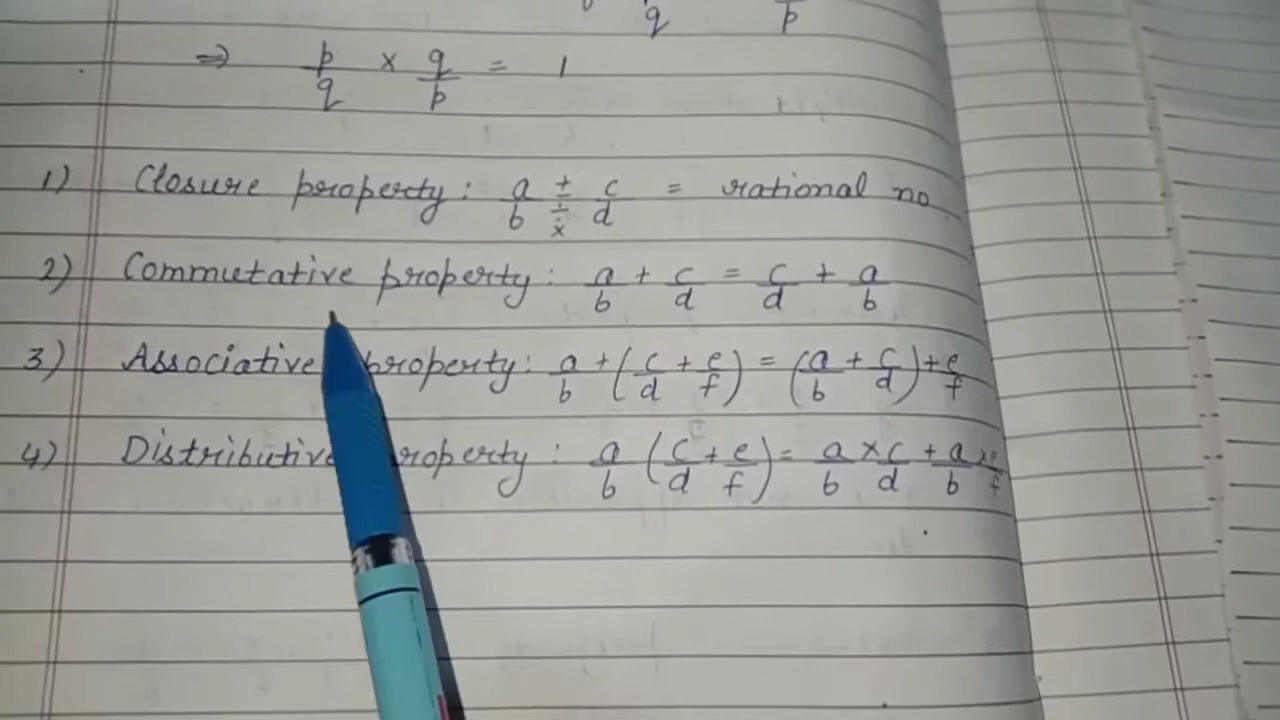 q p
⇒ p/q × q/p = 1
1) Closure property: a/b ± ÷ × c/d = rational no.
2) Commutative property: a/b + c/d = c/d + a/b
3) Associative property: a/b + (c/d + e/f) = (a/b + c/d) + e/f
4) Distributive property: a/b (c/d + e/f) = a/b × c/d + a/b × e/f